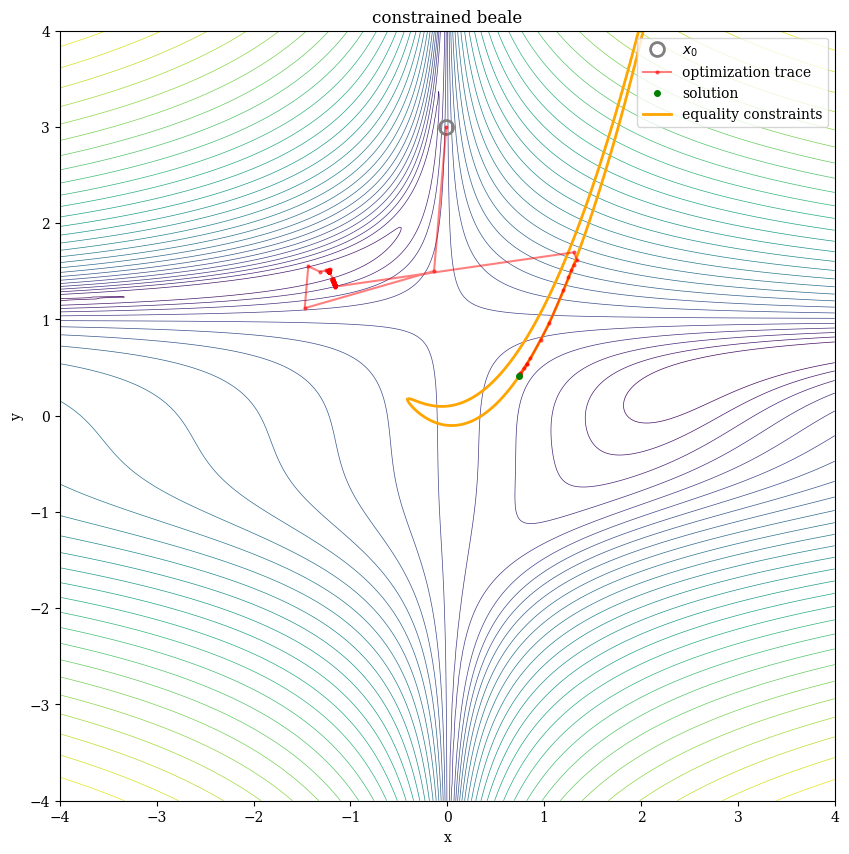 constrained beale
x₀
optimization trace
solution
equality constraints
4
3
2
1
0
−1
−2
−3
−4
y
−4 −3 −2 −1 0 1 2 3 4
x